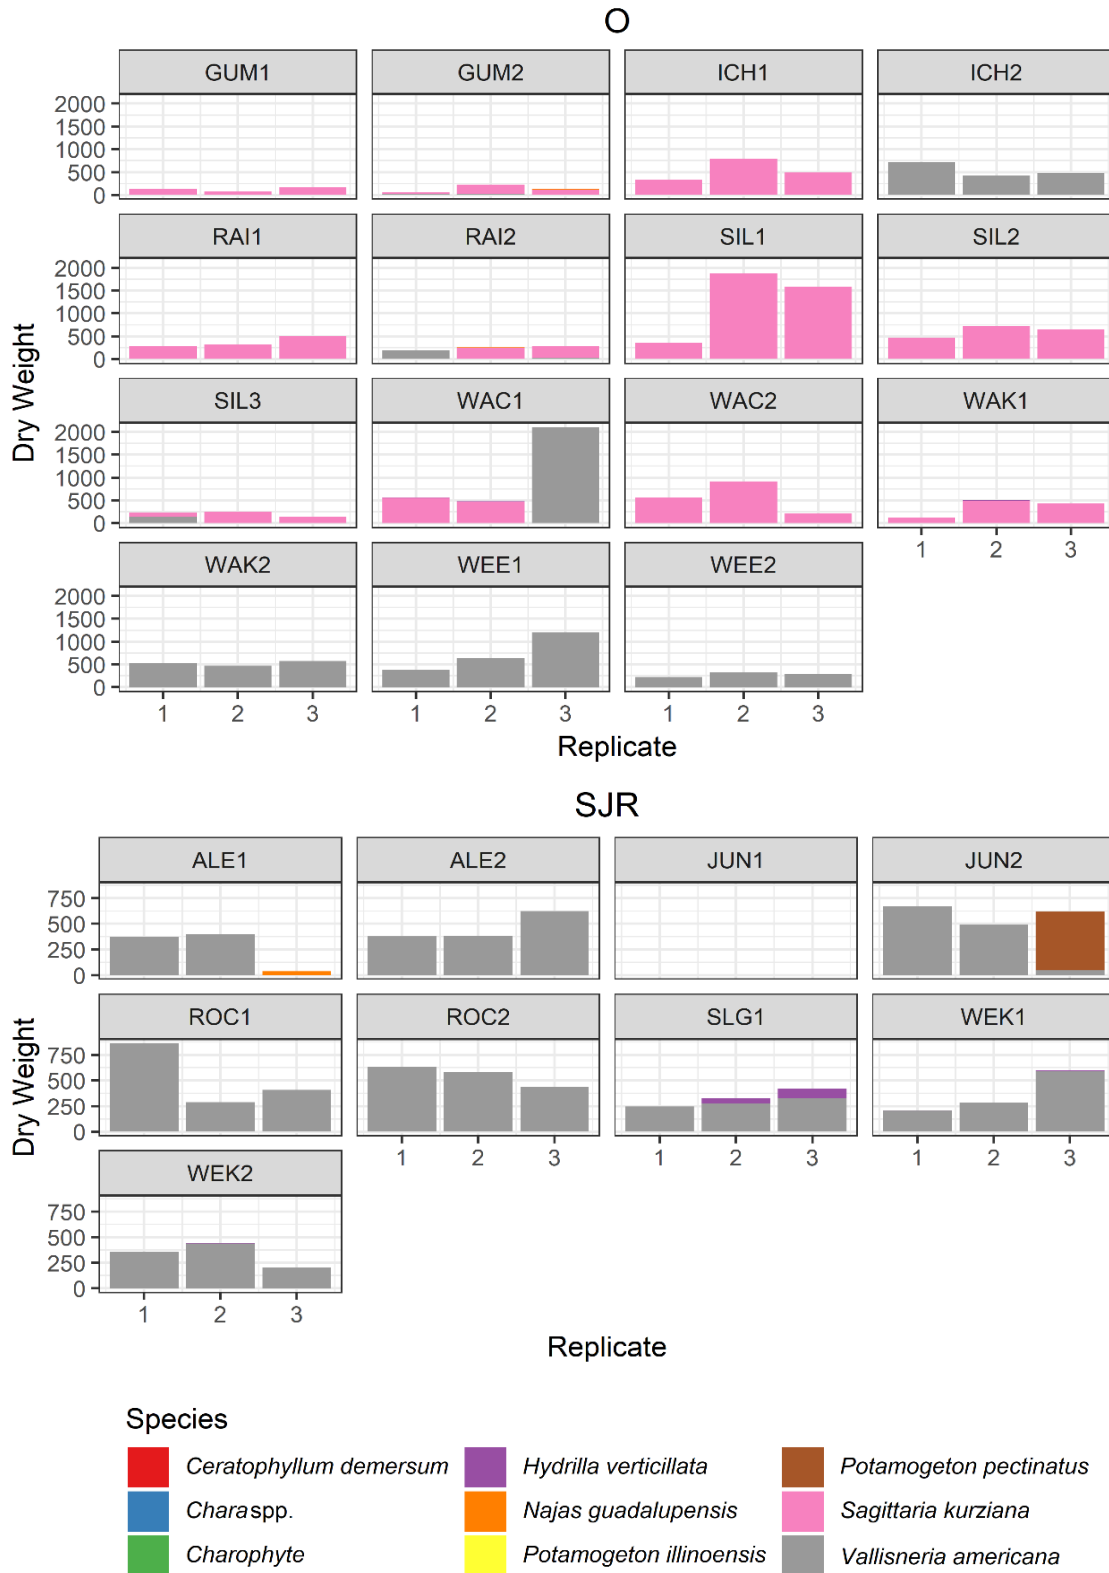 O
GUM1 GUM2 ICH1 ICH2
2000
1500
1000
500
0
RAI1 RAI2 SIL1 SIL2
2000
1500
1000
500
0
SIL3 WAC1 WAC2 WAK1
2000
1500
1000
500
0
1 2 3
WAK2 WEE1 WEE2
2000
1500
1000
500
0
1 2 3 1 2 3 1 2 3
Dry Weight
Replicate
SJR
ALE1 ALE2 JUN1 JUN2
750
500
250
0
ROC1 ROC2 SLG1 WEK1
750
500
250
0
1 2 3 1 2 3 1 2 3
WEK2
750
500
250
0
1 2 3
Dry Weight
Replicate
Species
Ceratophyllum demersum Hydrilla verticillata Potamogeton pectinatus
Chara spp. Najas guadalupensis Sagittaria kurziana
Charophyte Potamogeton illinoensis Vallisneria americana